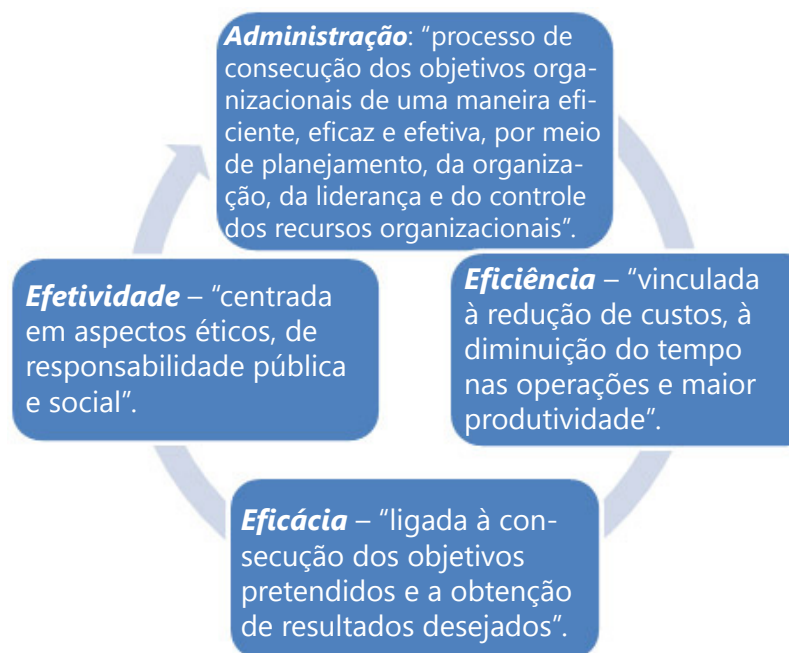 Administração: “processo de
consecução dos objetivos orga-
nizacionais de uma maneira efi-
ciente, eficaz e efetiva, por meio
de planejamento, da organiza-
ção, da liderança e do controle
dos recursos organizacionais”.
Eficiência – “vinculada
à redução de custos, à
diminuição do tempo
nas operações e maior
produtividade”.
Eficácia – “ligada à con-
secução dos objetivos
pretendidos e a obtenção
de resultados desejados”.
Efetividade – “centrada
em aspectos éticos, de
responsabilidade pública
e social”.